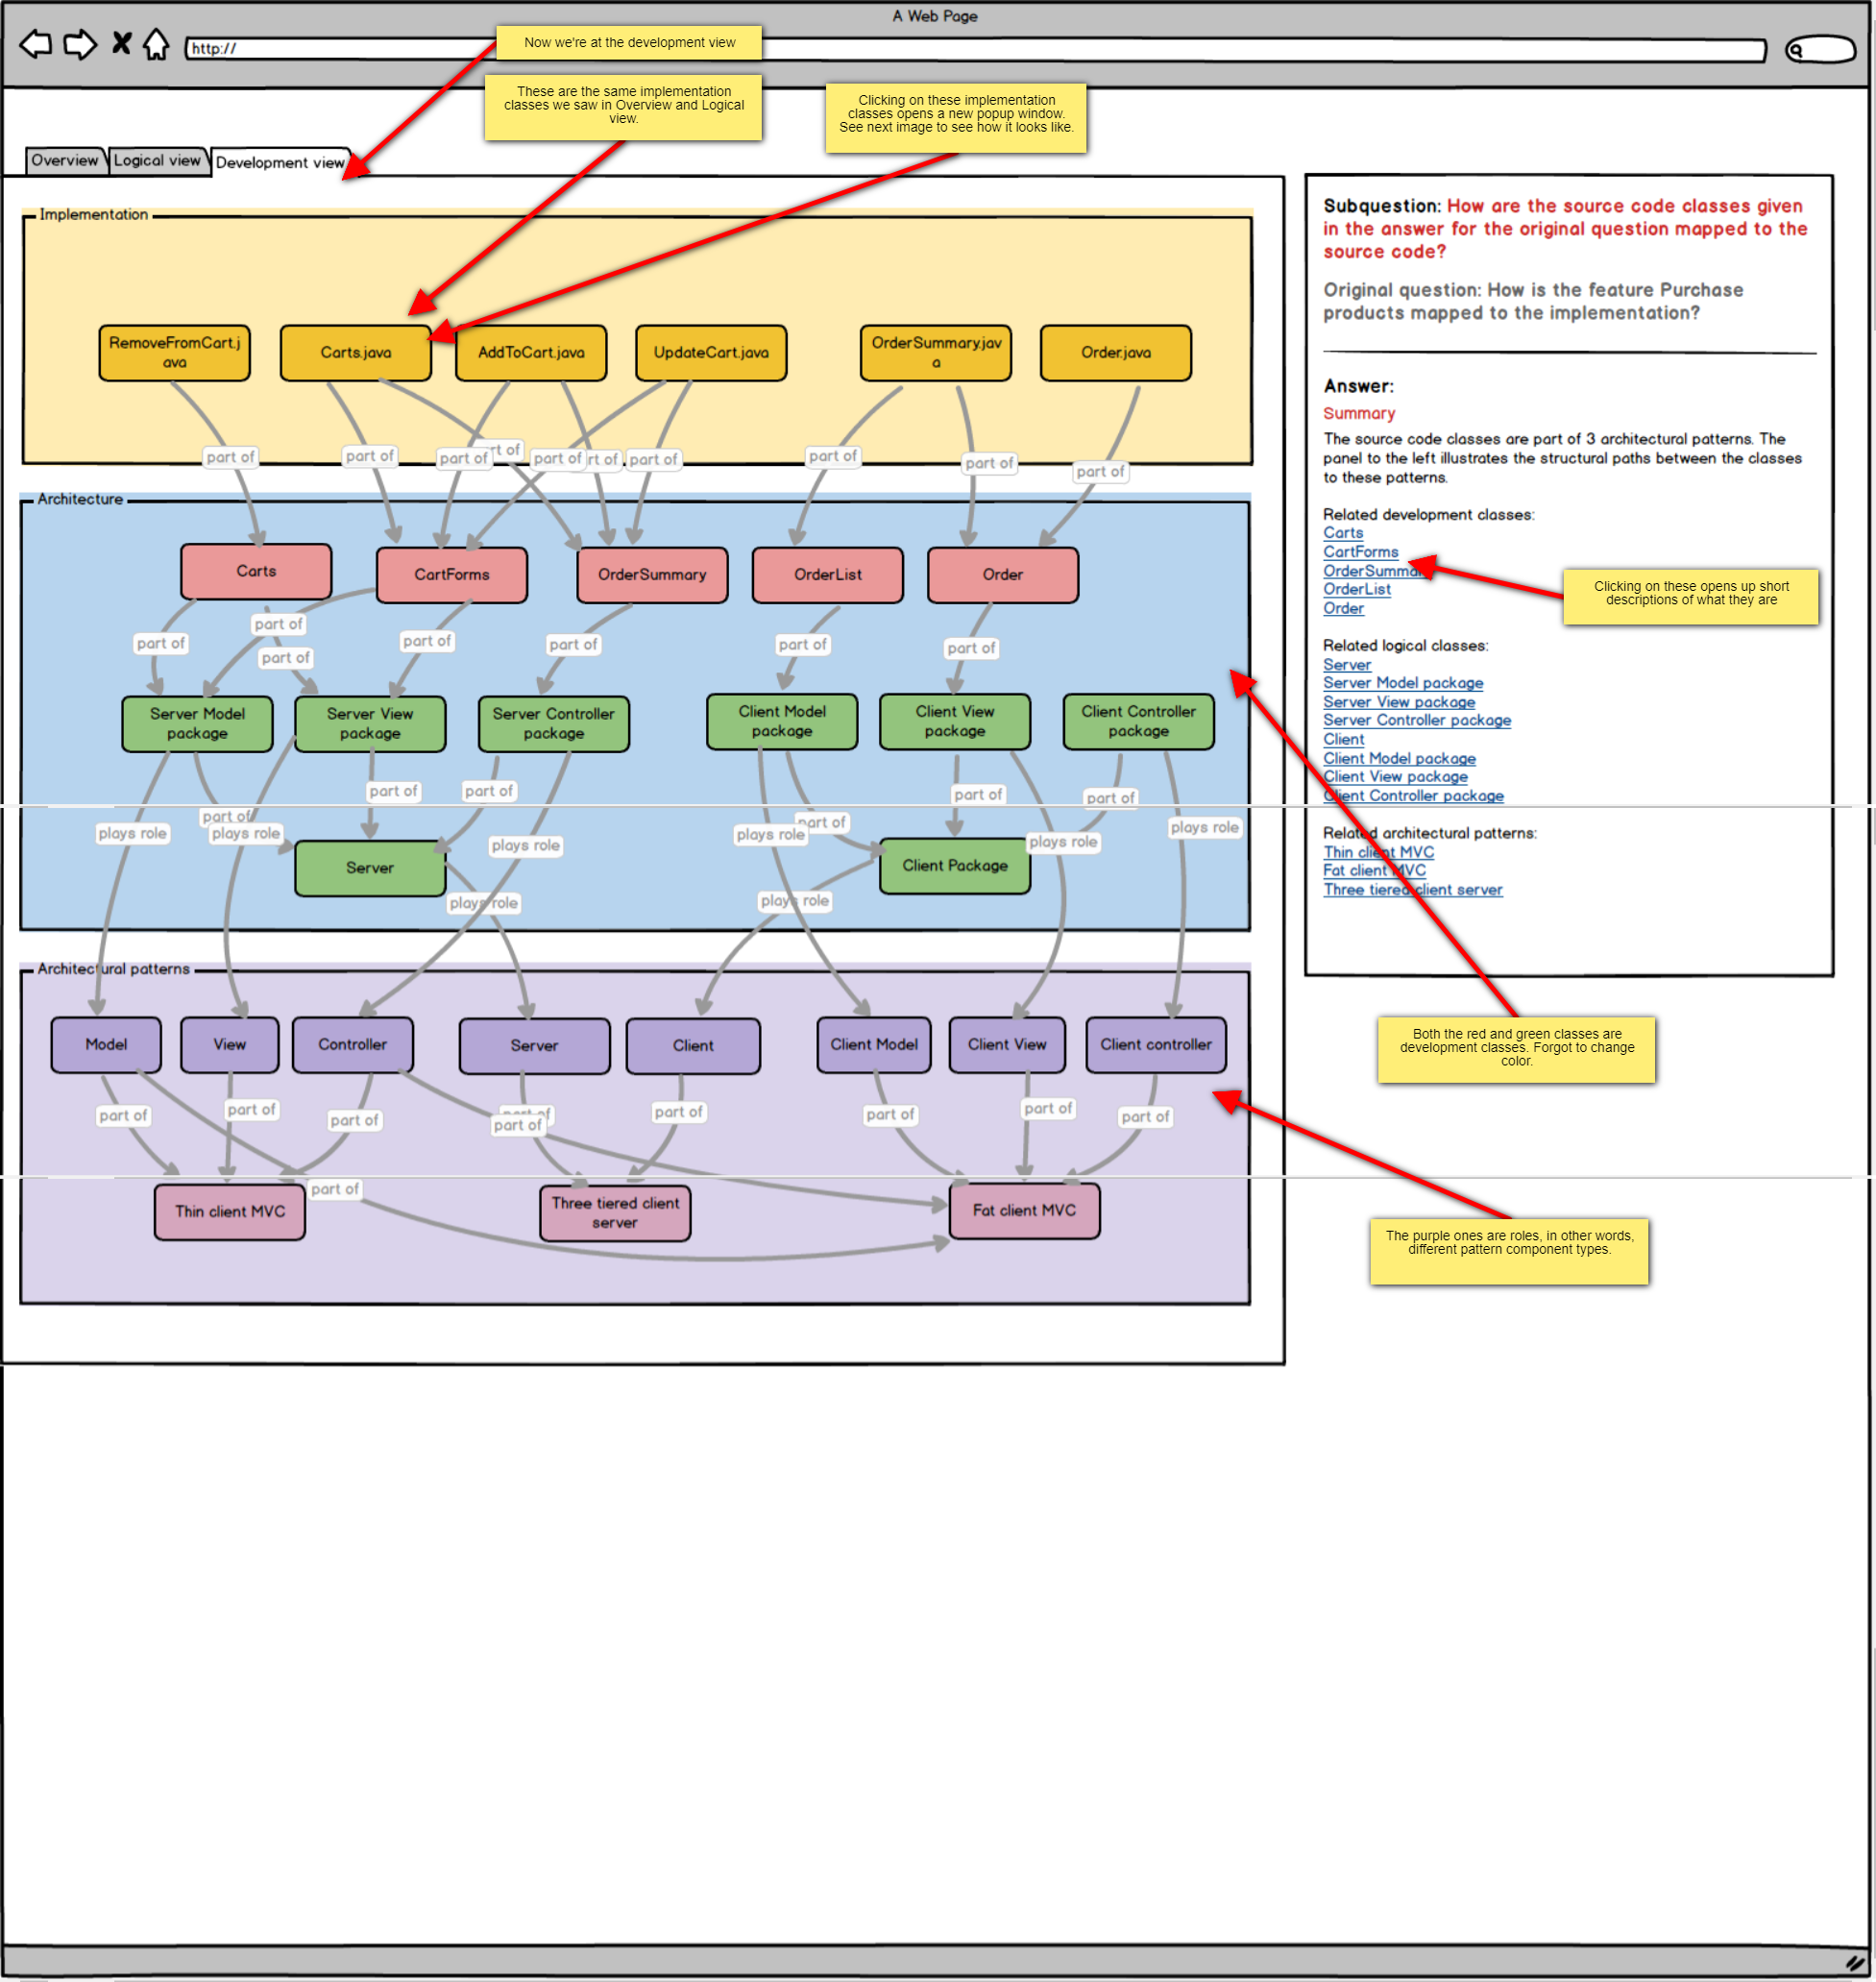 A Web Page
http://
Now we're at the development view
These are the same implementation
classes we saw in Overview and Logical
view.
Clicking on these implementation
classes opens a new popup window.
See next image to see how it looks like.
Overview
Logical view
Development view
Implementation
RemoveFromCart.j
ava
Carts.java
AddToCart.java
UpdateCart.java
OrderSummary.jav
a
Order.java
part of
part of
part of
part of
part of
part of
part of
part of
part of
Architecture
Carts
CartForms
OrderSummary
OrderList
Order
part of
part of
part of
part of
part of
part of
part of
Server Model
package
Server View
package
Server Controller
package
Client Model
package
Client View
package
Client Controller
package
part of
part of
part of
part of
part of
part of
plays role
plays role
plays role
plays role
plays role
plays role
Server
Client Package
plays role
plays role
Architectural patterns
Model
View
Controller
Server
Client
Client Model
Client View
Client controller
part of
part of
part of
part of
part of
part of
part of
part of
part of
part of
Thin client MVC
Three tiered client
server
Fat client MVC
Subquestion: How are the source code classes given
in the answer for the original question mapped to the
source code?
Original question: How is the feature Purchase
products mapped to the implementation?
Answer:
Summary
The source code classes are part of 3 architectural patterns. The
panel to the left illustrates the structural paths between the classes
to these patterns.
Related development classes:
Carts
CartForms
OrderSummary
OrderList
Order
Clicking on these opens up short
descriptions of what they are
Related logical classes:
Server
Server Model package
Server View package
Server Controller package
Client
Client Model package
Client View package
Client Controller package
Related architectural patterns:
Thin client MVC
Fat client MVC
Three tiered client server
Both the red and green classes are
development classes. Forgot to change
color.
The purple ones are roles, in other words,
different pattern component types.